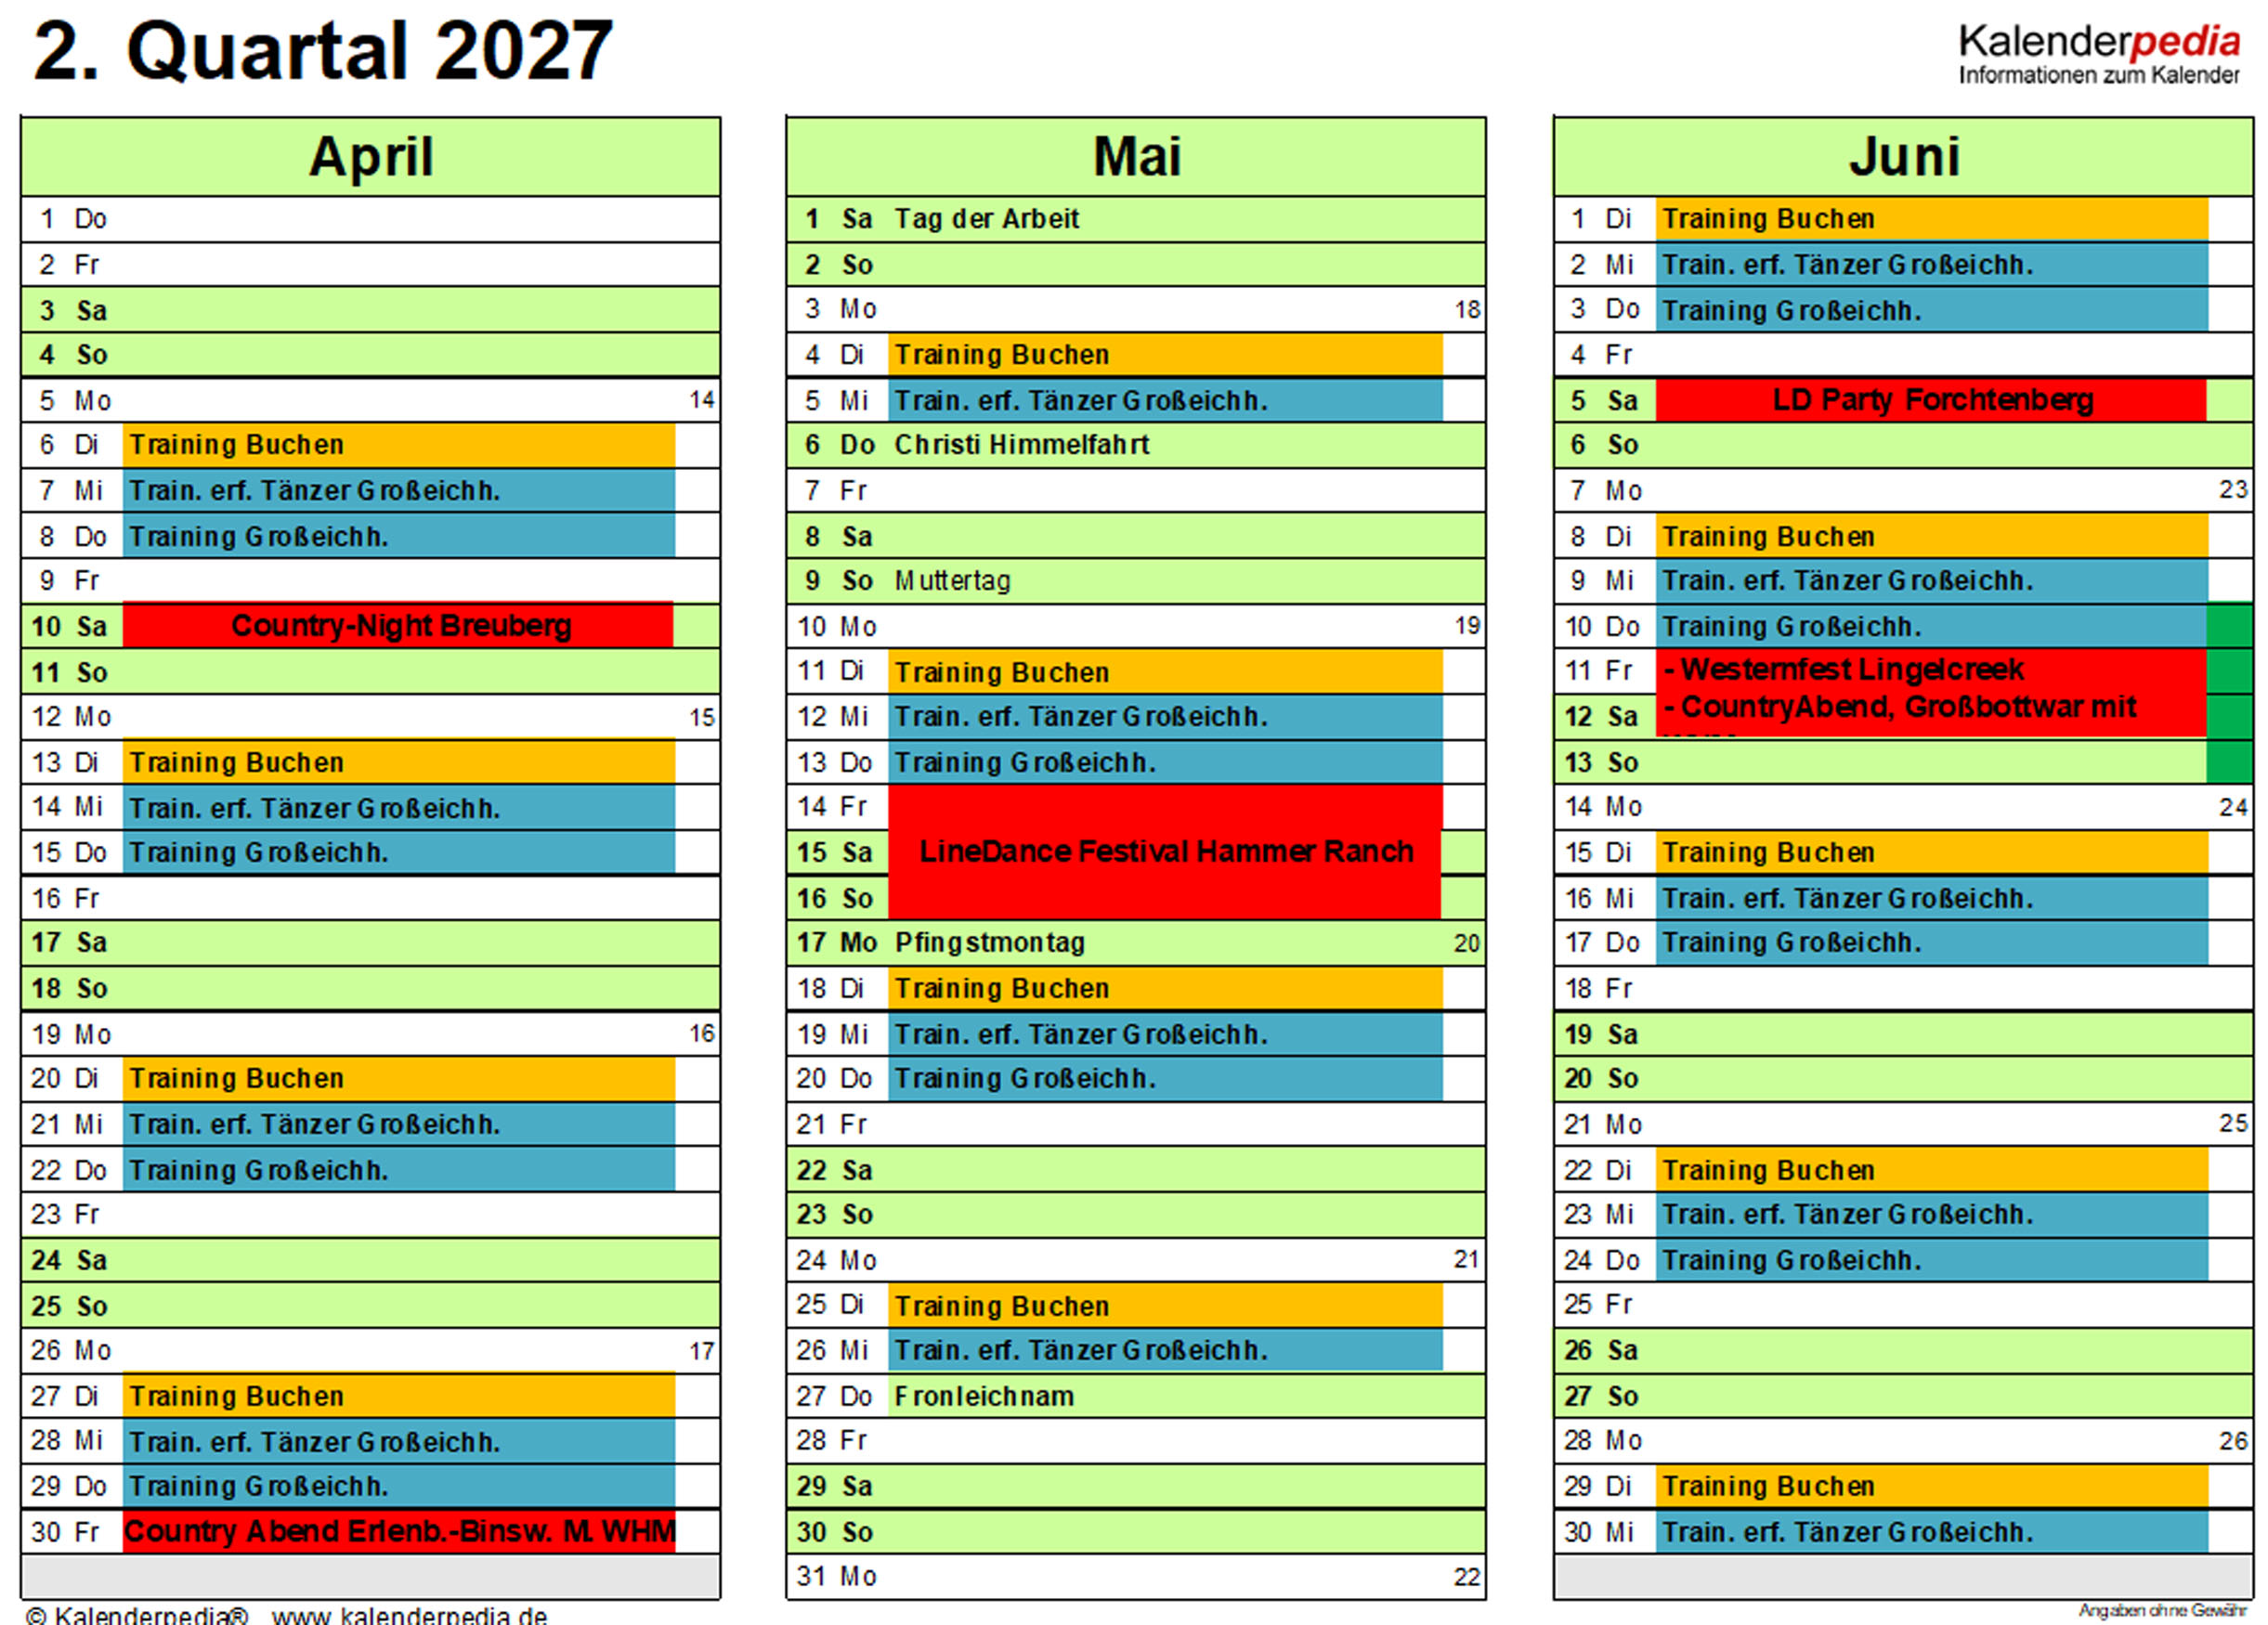 2. Quartal 2027
Kalenderpedia
Informationen zum Kalender
April
1 Do
2 Fr
3 Sa
4 So
5 Mo 14
6 Di Training Buchen
7 Mi Train. erf. Tänzer Großeichh.
8 Do Training Großeichh.
9 Fr
10 Sa Country-Night Breuberg
11 So
12 Mo 15
13 Di Training Buchen
14 Mi Train. erf. Tänzer Großeichh.
15 Do Training Großeichh.
16 Fr
17 Sa
18 So
19 Mo 16
20 Di Training Buchen
21 Mi Train. erf. Tänzer Großeichh.
22 Do Training Großeichh.
23 Fr
24 Sa
25 So
26 Mo 17
27 Di Training Buchen
28 Mi Train. erf. Tänzer Großeichh.
29 Do Training Großeichh.
30 Fr Country Abend Erlenb.-Binsw. M. WHM
Mai
1 Sa Tag der Arbeit
2 So
3 Mo 18
4 Di Training Buchen
5 Mi Train. erf. Tänzer Großeichh.
6 Do Christi Himmelfahrt
7 Fr
8 Sa
9 So Muttertag
10 Mo 19
11 Di Training Buchen
12 Mi Train. erf. Tänzer Großeichh.
13 Do Training Großeichh.
14 Fr
15 Sa LineDance Festival Hammer Ranch
16 So
17 Mo Pfingstmontag 20
18 Di Training Buchen
19 Mi Train. erf. Tänzer Großeichh.
20 Do Training Großeichh.
21 Fr
22 Sa
23 So
24 Mo 21
25 Di Training Buchen
26 Mi Train. erf. Tänzer Großeichh.
27 Do Fronleichnam
28 Fr
29 Sa
30 So
31 Mo 22
Juni
1 Di Training Buchen
2 Mi Train. erf. Tänzer Großeichh.
3 Do Training Großeichh.
4 Fr
5 Sa LD Party Forchtenberg
6 So
7 Mo 23
8 Di Training Buchen
9 Mi Train. erf. Tänzer Großeichh.
10 Do Training Großeichh.
11 Fr - Westernfest Lingelcreek
12 Sa - CountryAbend, Großbottwar mit
13 So
14 Mo 24
15 Di Training Buchen
16 Mi Train. erf. Tänzer Großeichh.
17 Do Training Großeichh.
18 Fr
19 Sa
20 So
21 Mo 25
22 Di Training Buchen
23 Mi Train. erf. Tänzer Großeichh.
24 Do Training Großeichh.
25 Fr
26 Sa
27 So
28 Mo 26
29 Di Training Buchen
30 Mi Train. erf. Tänzer Großeichh.
© Kalenderpedia® www.kalenderpedia.de
Angaben ohne Gewähr